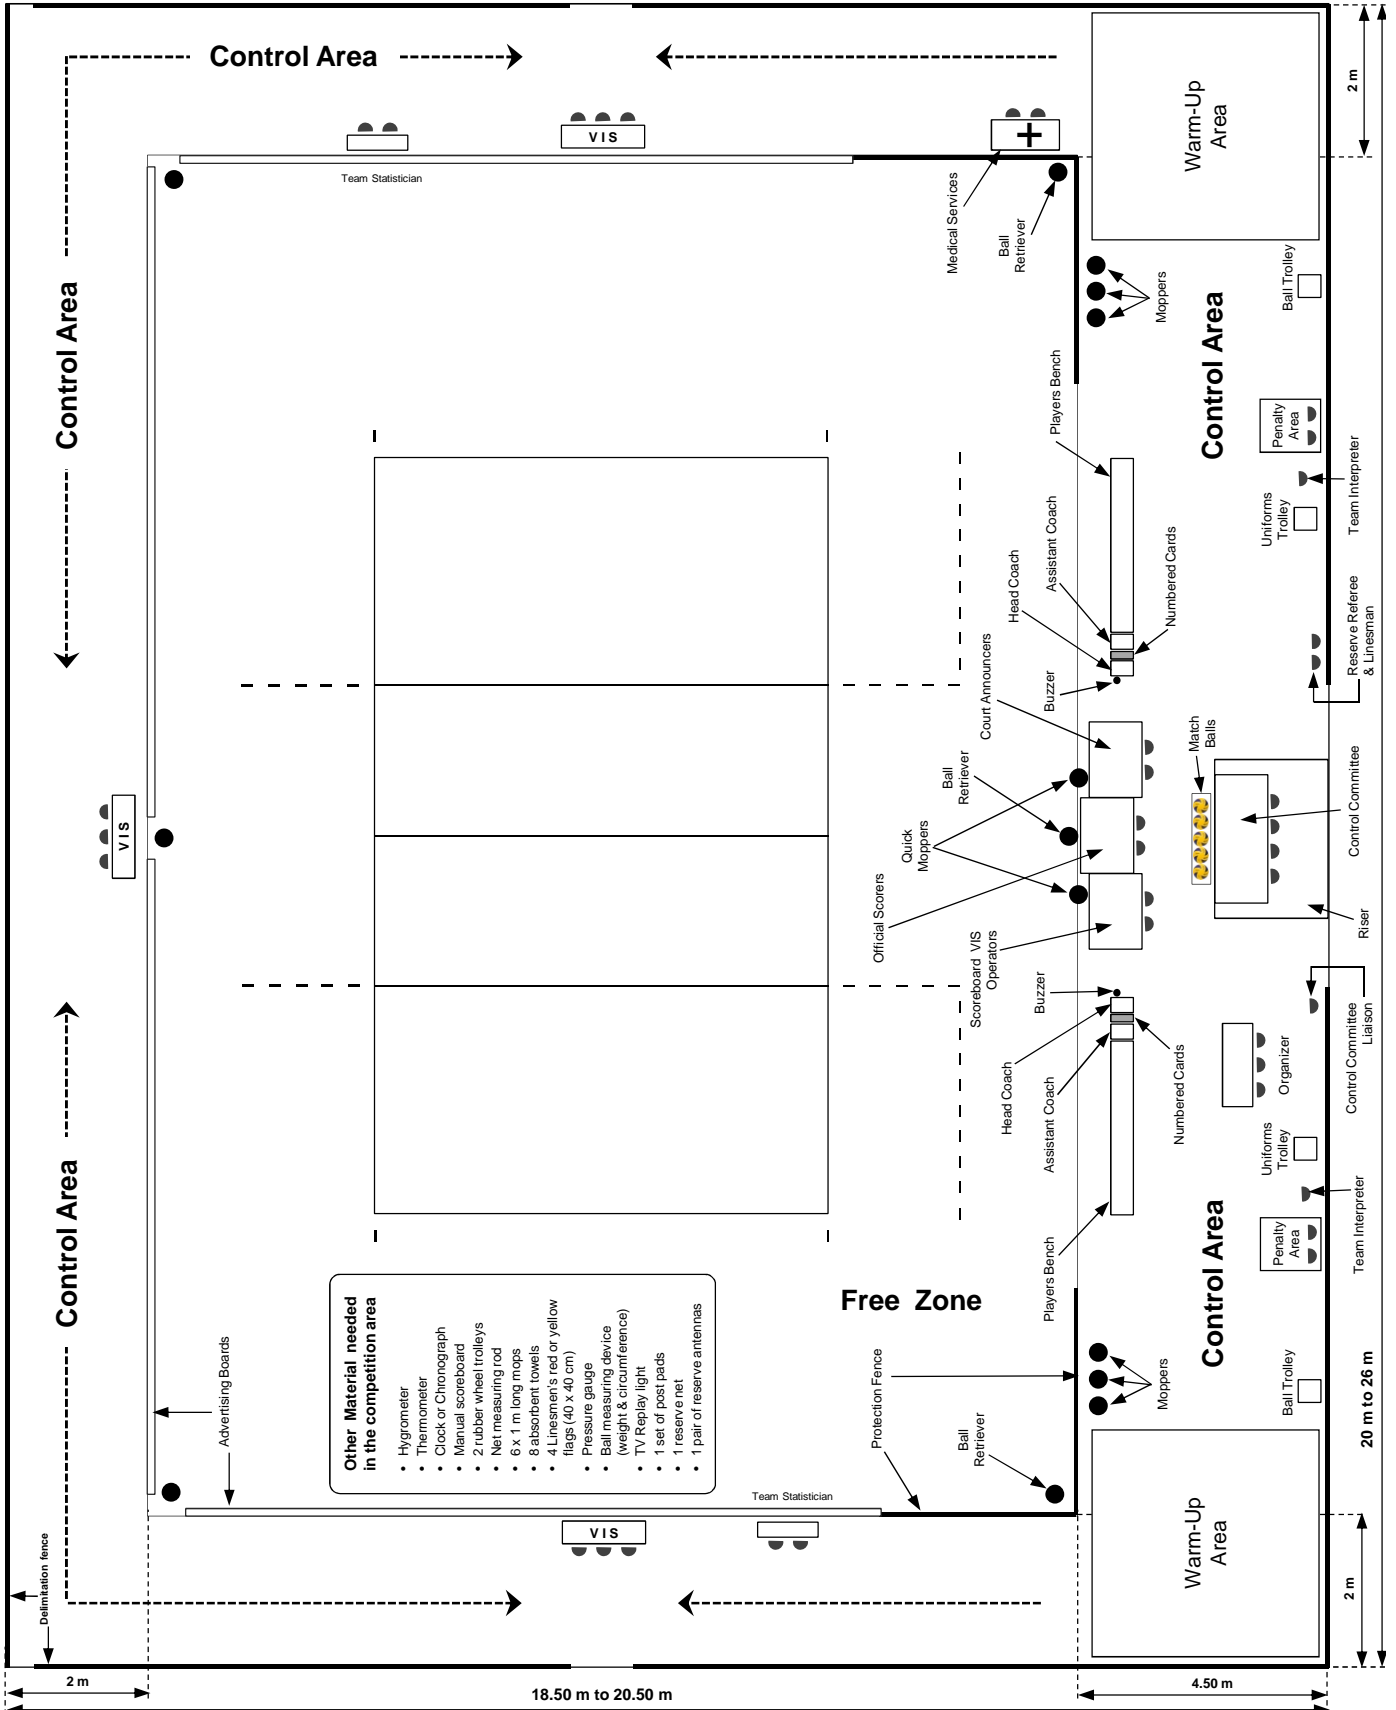 Control Area
Warm-Up
Area
2 m
V I S
Team Statistician
Medical Services
Ball
Retriever
Moppers
Ball Trolley
Control Area
Control Area
Players Bench
Penalty
Area
Team Interpreter
Uniforms
Trolley
Assistant Coach
Head Coach
Numbered Cards
Reserve Referee
& Linesman
Court Announcers
Buzzer
Match
Balls
Ball
Retriever
Quick
Moppers
V I S
Control Committee
Official Scorers
Riser
Scoreboard VIS
Operators
Buzzer
Control Committee
Liaison
Head Coach
Organizer
Numbered Cards
Assistant Coach
Uniforms
Trolley
Control Area
Team Interpreter
Players Bench
Penalty
Area
Control Area
Free Zone
Other Material needed
in the competition area
• Hygrometer
• Thermometer
• Clock or Chronograph
• Manual scoreboard
• 2 rubber wheel trolleys
• Net measuring rod
• 6 x 1 m long mops
• 8 absorbent towels
• 4 Linesmen's red or yellow
flags (40 x 40 cm)
• Pressure gauge
• Ball measuring device
(weight & circumference)
• TV Replay light
• 1 set of post pads
• 1 reserve net
• 1 pair of reserve antennas
Advertising Boards
Protection Fence
Moppers
Ball Trolley
20 m to 26 m
Ball
Retriever
Team Statistician
V I S
Warm-Up
Area
2 m
Delimitation fence
2 m
18.50 m to 20.50 m
4.50 m